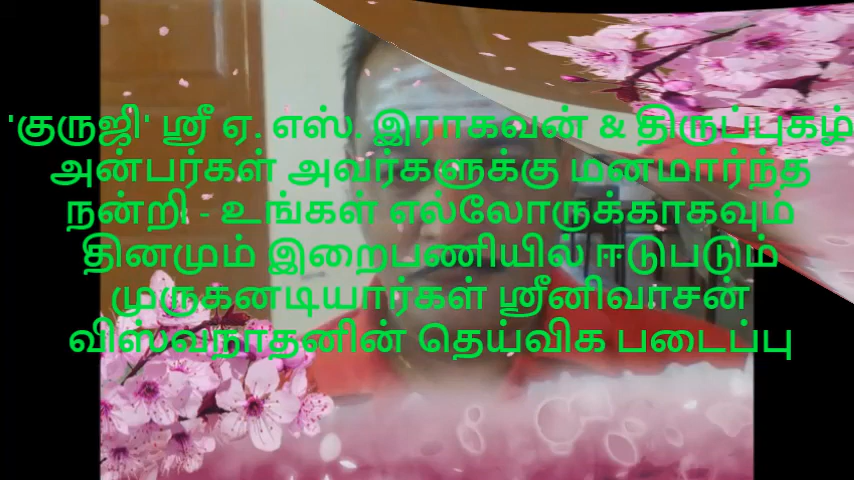 'குருஜி' ஸ்ரீ ஏ. எஸ். இராகவன் & திருப்புகழ்
அன்பர்கள் அவர்களுக்கு மனமார்ந்த
நன்றி - உங்கள் எல்லோருக்காகவும்
தினமும் இறைபணியில் ஈடுபடும்
முருகனடியார்கள் ஸ்ரீனிவாசன்
விஸ்வநாதனின் தெய்விக படைப்பு